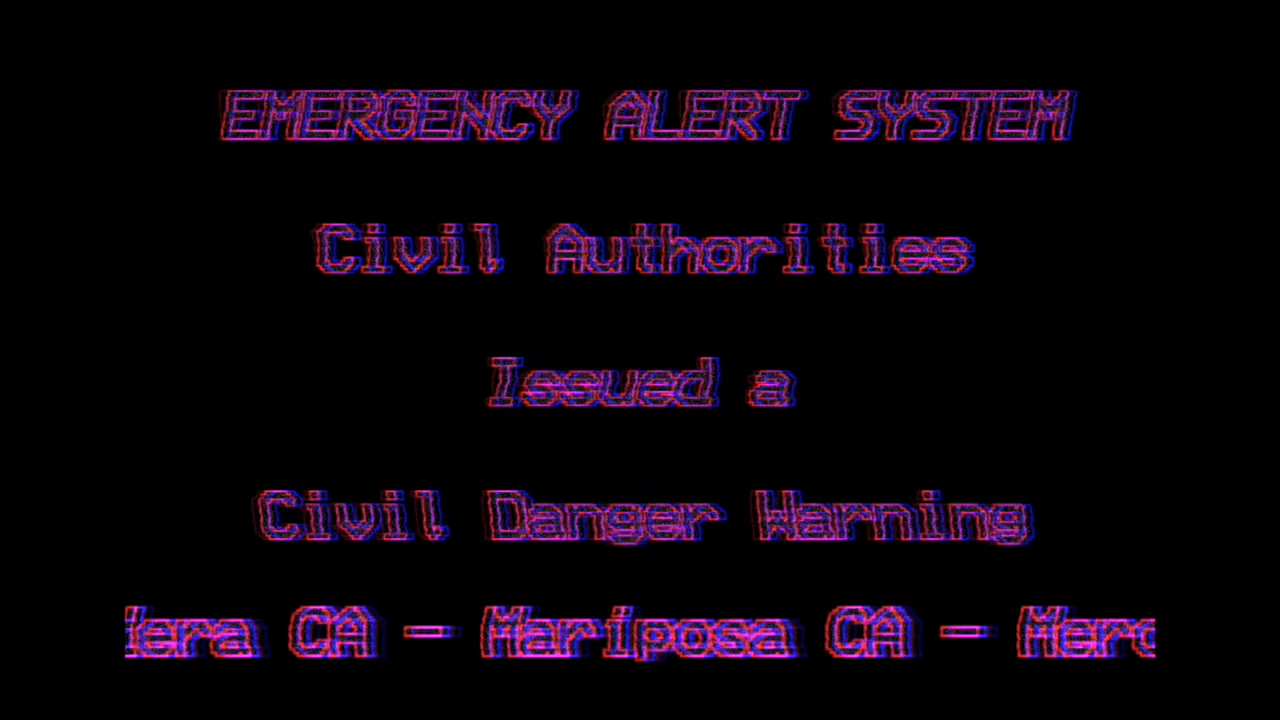 EMERGENCY ALERT SYSTEM
Civil Authorities
Issued a
Civil Danger Warning
CA - Mariposa CA -